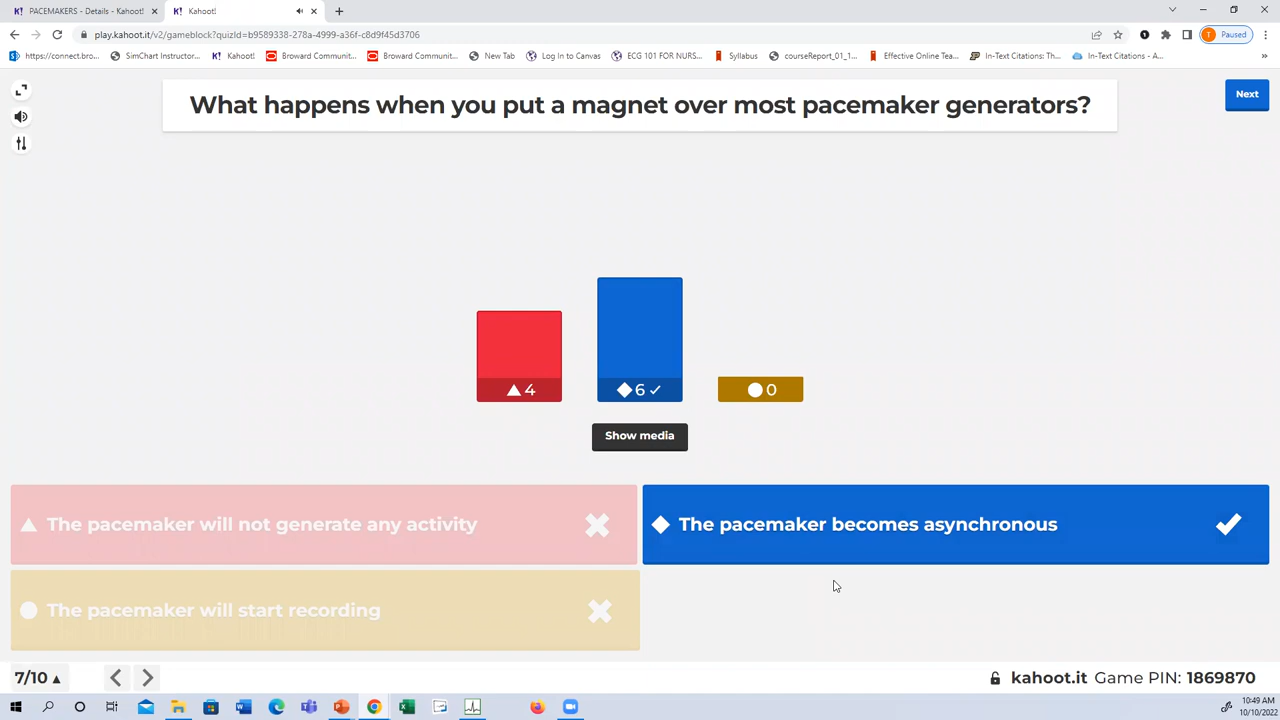 PACEMAKERS - Details - Kahoot!
Kahoot!
play.kahoot.it/v2/gameblock?quizId=b9589338-278a-4999-a36f-c8d9f45d3706
Paused
https://connect.bro...
SimChart Instructor...
Kahoot!
Broward Communit...
Broward Communit...
New Tab
Log In to Canvas
ECG 101 FOR NURS...
Syllabus
courseReport_01_1...
Effective Online Tea...
In-Text Citations: Th...
In-Text Citations - A...
What happens when you put a magnet over most pacemaker generators?
Next
4
6
0
Show media
The pacemaker will not generate any activity
The pacemaker becomes asynchronous
The pacemaker will start recording
7/10
kahoot.it Game PIN: 1869870
10:49 AM
10/10/2022